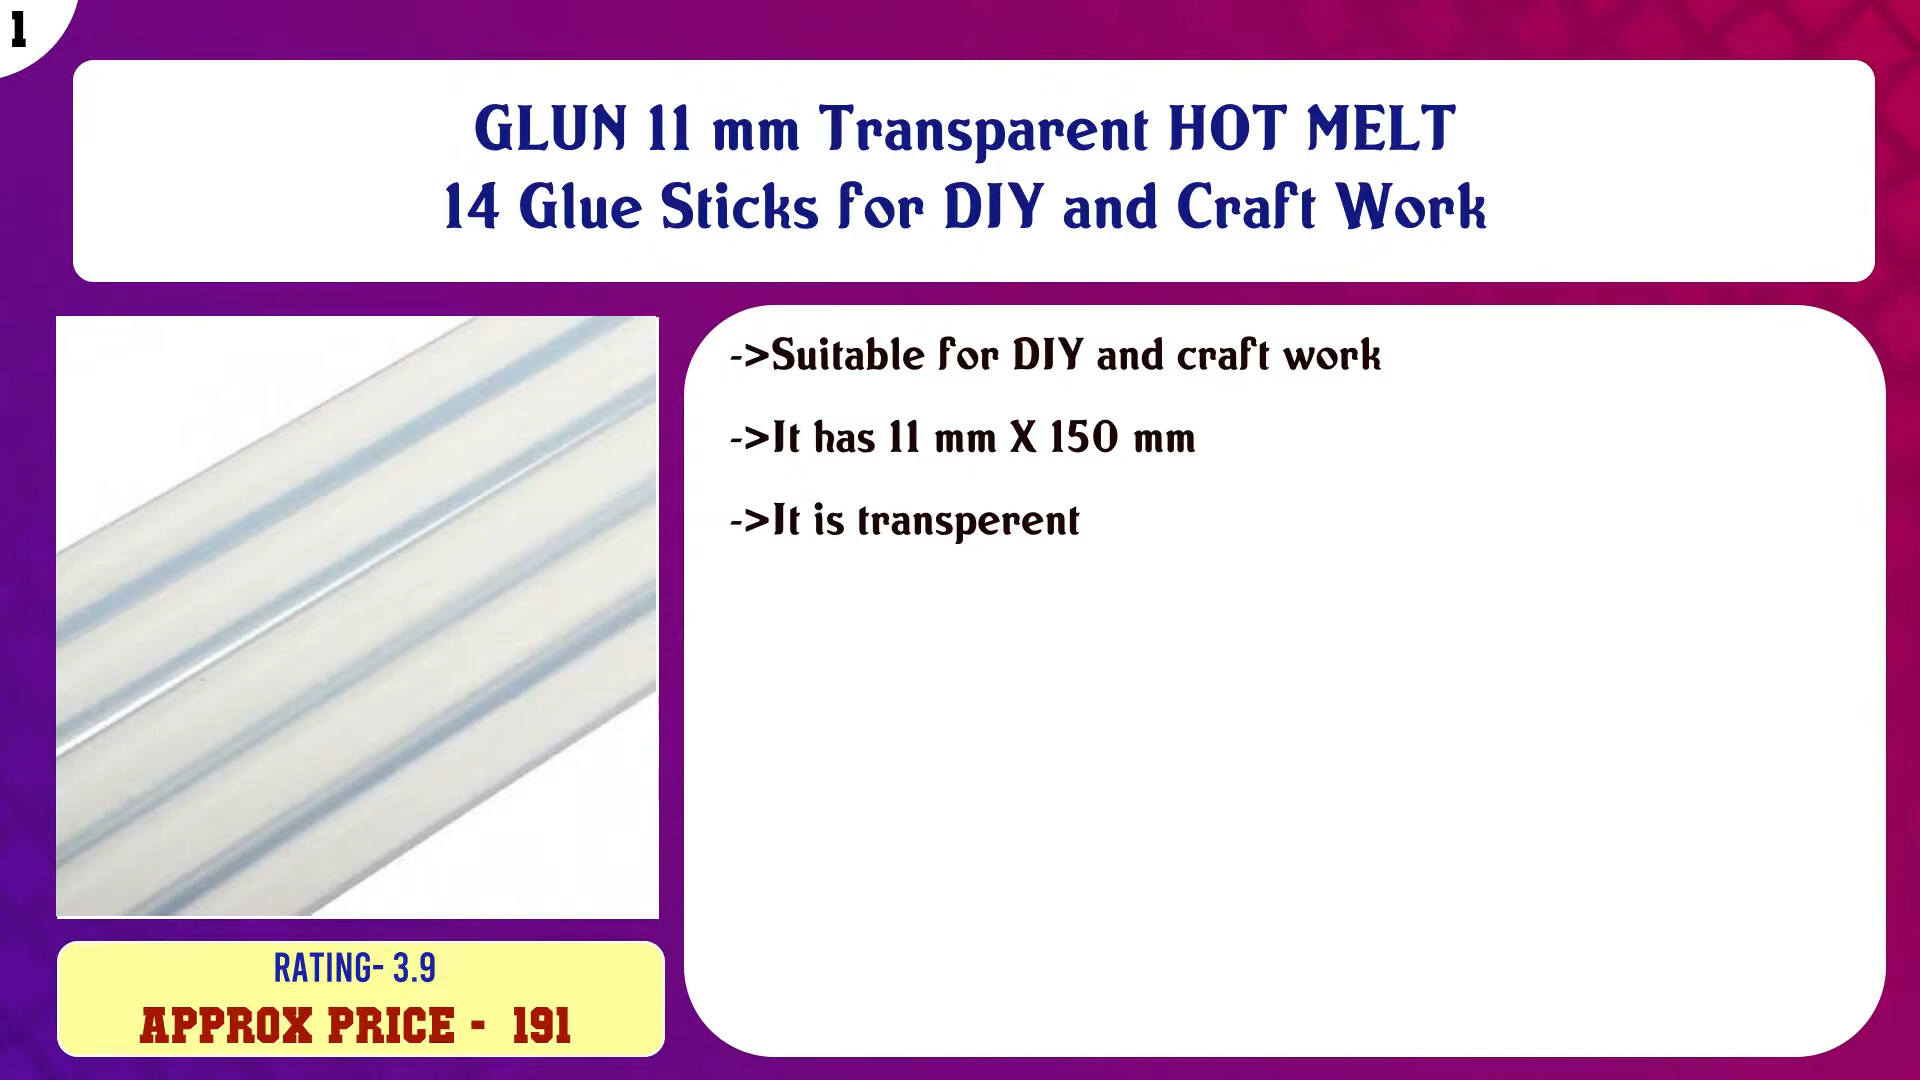 1
GLUN 11 mm Transparent HOT MELT
14 Glue Sticks for DIY and Craft Work
->Suitable for DIY and craft work
->It has 11 mm X 150 mm
->It is transperent
RATING- 3.9
APPROX PRICE - 191